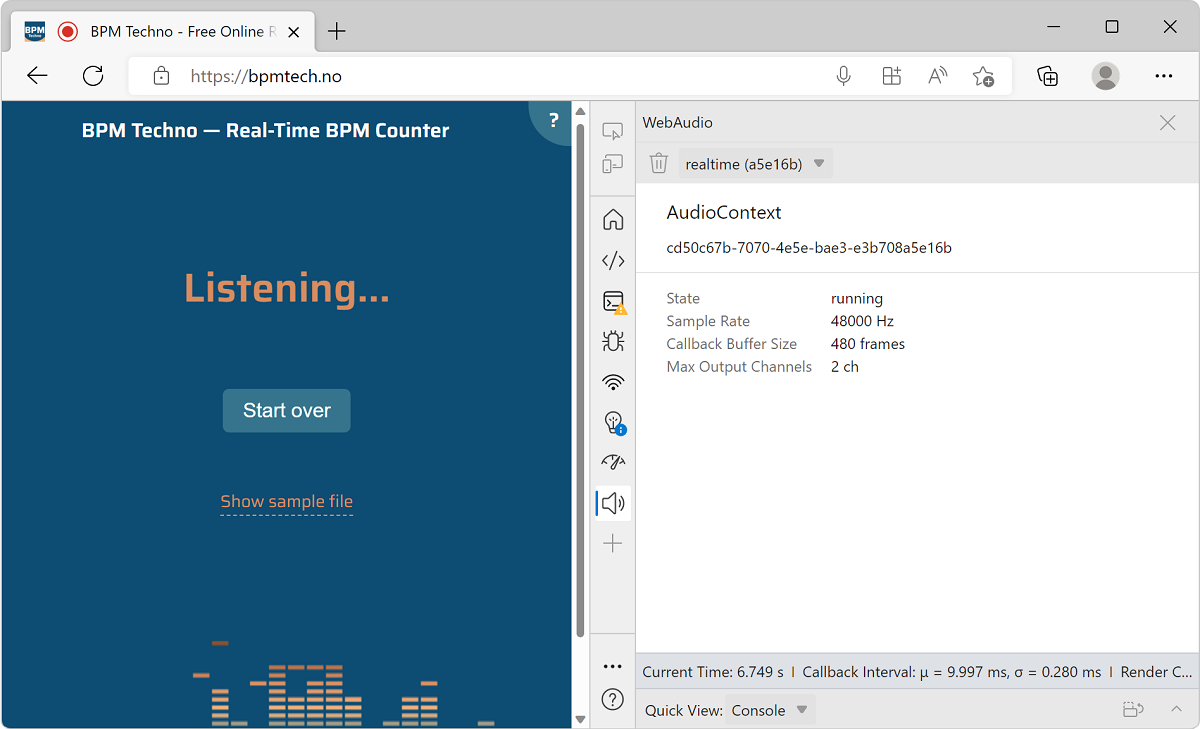 BPM
Techno
BPM Techno - Free Online R
https://bpmtech.no
BPM Techno — Real-Time BPM Counter
?
Listening...
Start over
Show sample file
WebAudio
realtime (a5e16b)
AudioContext
cd50c67b-7070-4e5e-bae3-e3b708a5e16b
State running
Sample Rate 48000 Hz
Callback Buffer Size 480 frames
Max Output Channels 2 ch
Current Time: 6.749 s | Callback Interval: μ = 9.997 ms, σ = 0.280 ms | Render C...
Quick View: Console